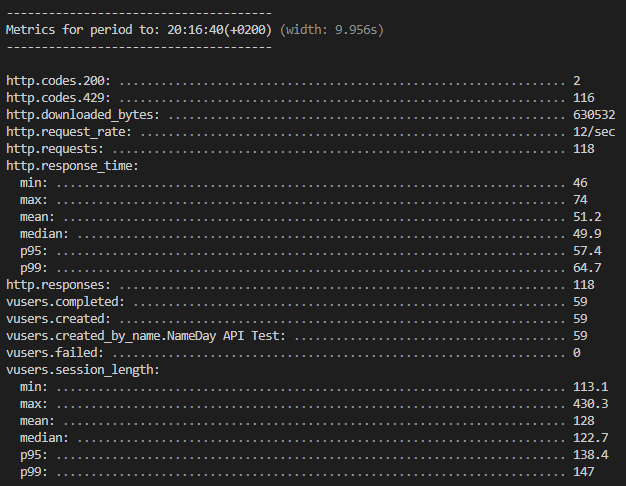 --------------------------------------
Metrics for period to: 20:16:40(+0200) (width: 9.956s)
--------------------------------------
http.codes.200: ................................................................ 2
http.codes.429: ................................................................ 116
http.downloaded_bytes: ......................................................... 630532
http.request_rate: ............................................................. 12/sec
http.requests: ................................................................. 118
http.response_time:
  min: ......................................................................... 46
  max: ......................................................................... 74
  mean: ........................................................................ 51.2
  median: ...................................................................... 49.9
  p95: ......................................................................... 57.4
  p99: ......................................................................... 64.7
http.responses: ................................................................ 118
vusers.completed: .............................................................. 59
vusers.created: ................................................................ 59
vusers.created_by_name.NameDay API Test: ....................................... 59
vusers.failed: ................................................................. 0
vusers.session_length:
  min: ......................................................................... 113.1
  max: ......................................................................... 430.3
  mean: ........................................................................ 128
  median: ...................................................................... 122.7
  p95: ......................................................................... 138.4
  p99: ......................................................................... 147